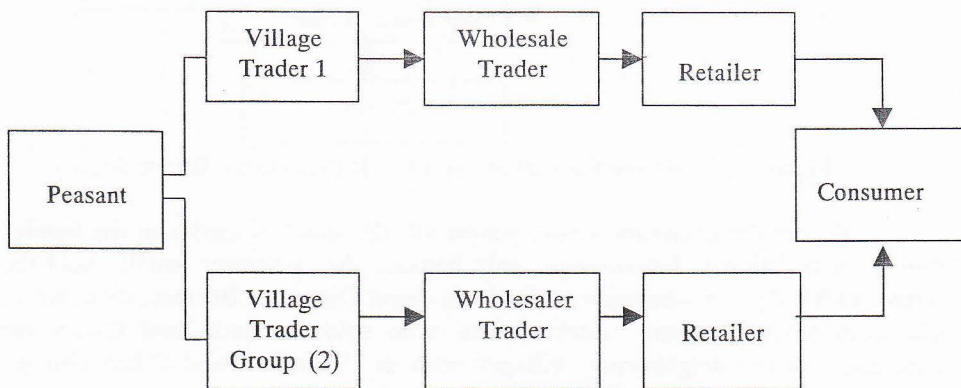 Village
Trader 1
Wholesale
Trader
Retailer
Peasant
Consumer
Village
Trader
Group (2)
Wholesaler
Trader
Retailer